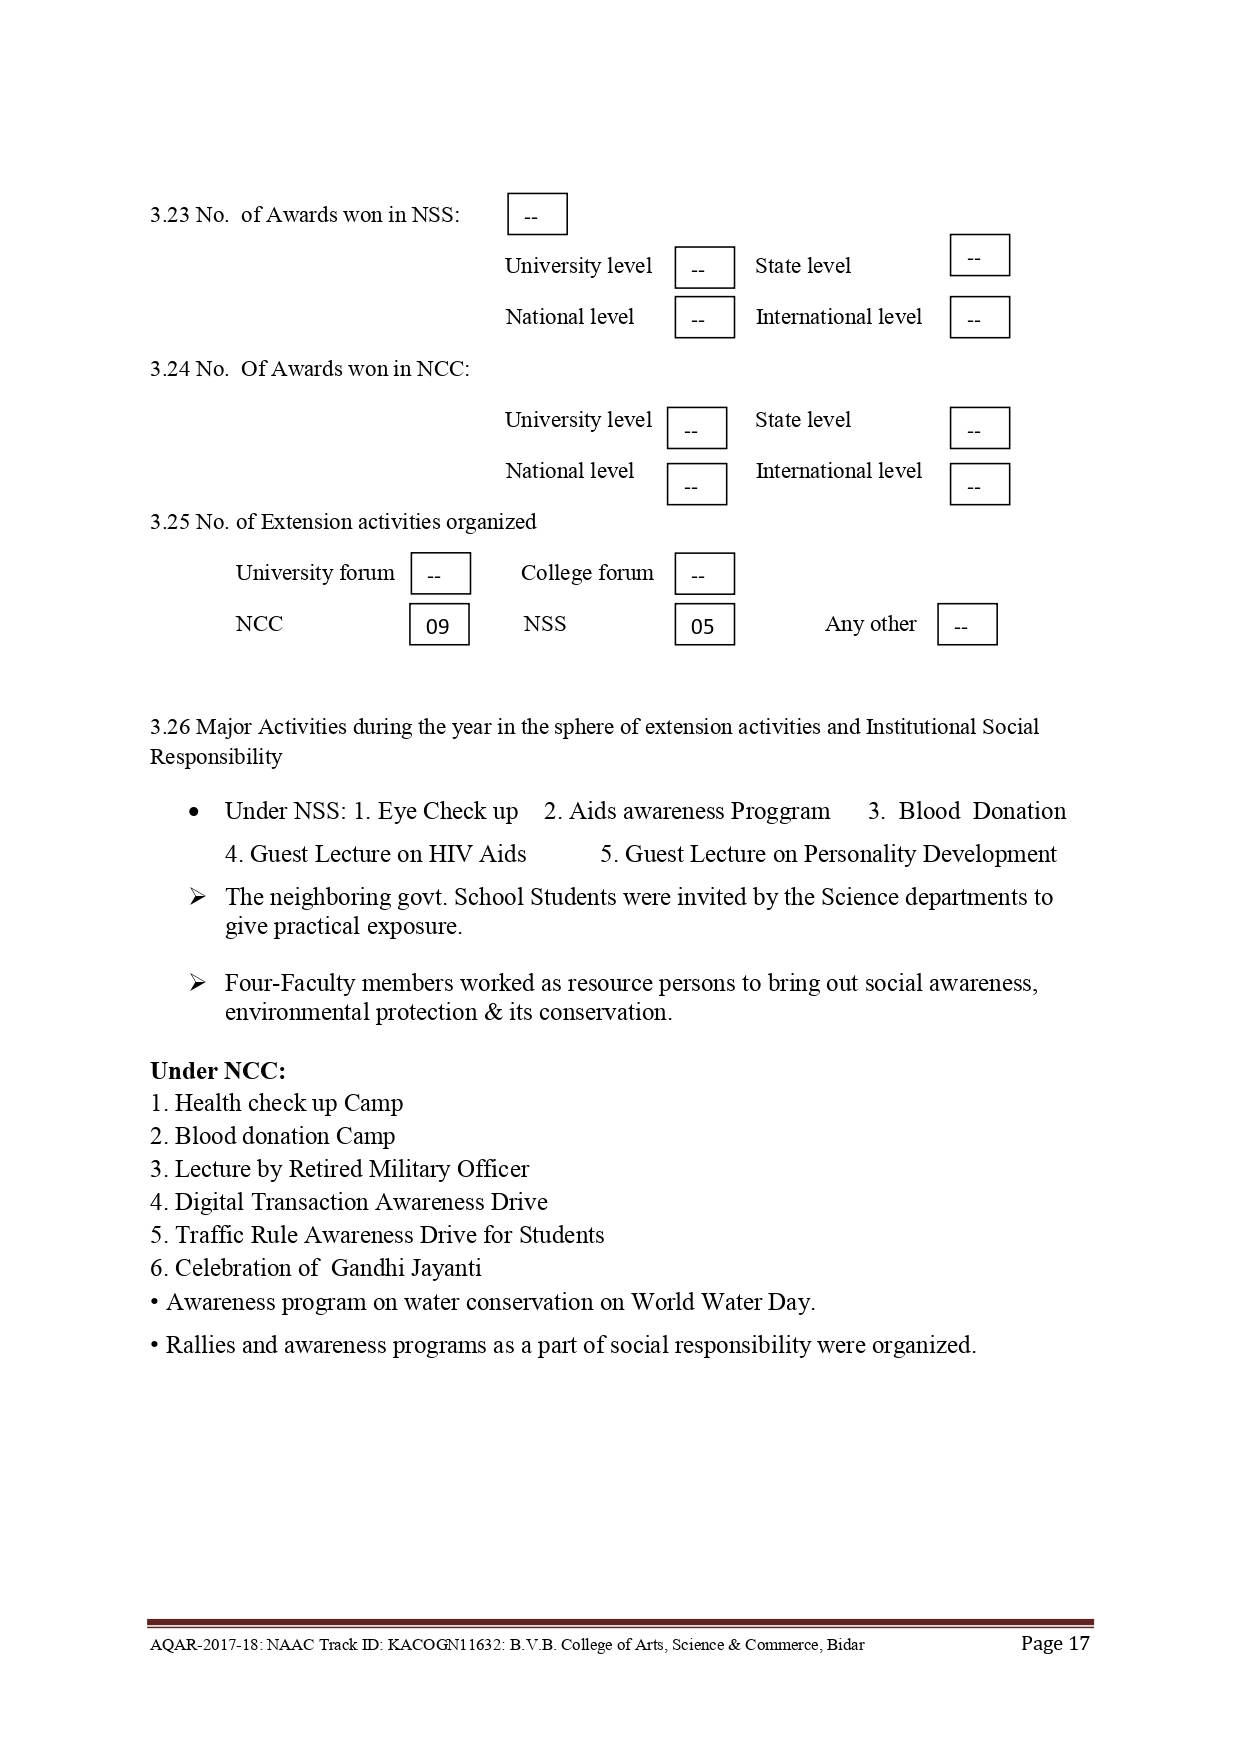 3.23 No.  of Awards won in NSS: --
University level -- State level --
National level -- International level --
3.24 No.  Of Awards won in NCC:
University level -- State level --
National level -- International level --
3.25 No. of Extension activities organized
University forum -- College forum --
NCC 09 NSS 05 Any other --
3.26 Major Activities during the year in the sphere of extension activities and Institutional Social
Responsibility
• Under NSS: 1. Eye Check up 2. Aids awareness Proggram 3. Blood Donation
4. Guest Lecture on HIV Aids 5. Guest Lecture on Personality Development
➢ The neighboring govt. School Students were invited by the Science departments to
give practical exposure.
➢ Four-Faculty members worked as resource persons to bring out social awareness,
environmental protection & its conservation.
Under NCC:
1. Health check up Camp
2. Blood donation Camp
3. Lecture by Retired Military Officer
4. Digital Transaction Awareness Drive
5. Traffic Rule Awareness Drive for Students
6. Celebration of  Gandhi Jayanti
• Awareness program on water conservation on World Water Day.
• Rallies and awareness programs as a part of social responsibility were organized.
AQAR-2017-18: NAAC Track ID: KACOGN11632: B.V.B. College of Arts, Science & Commerce, Bidar Page 17